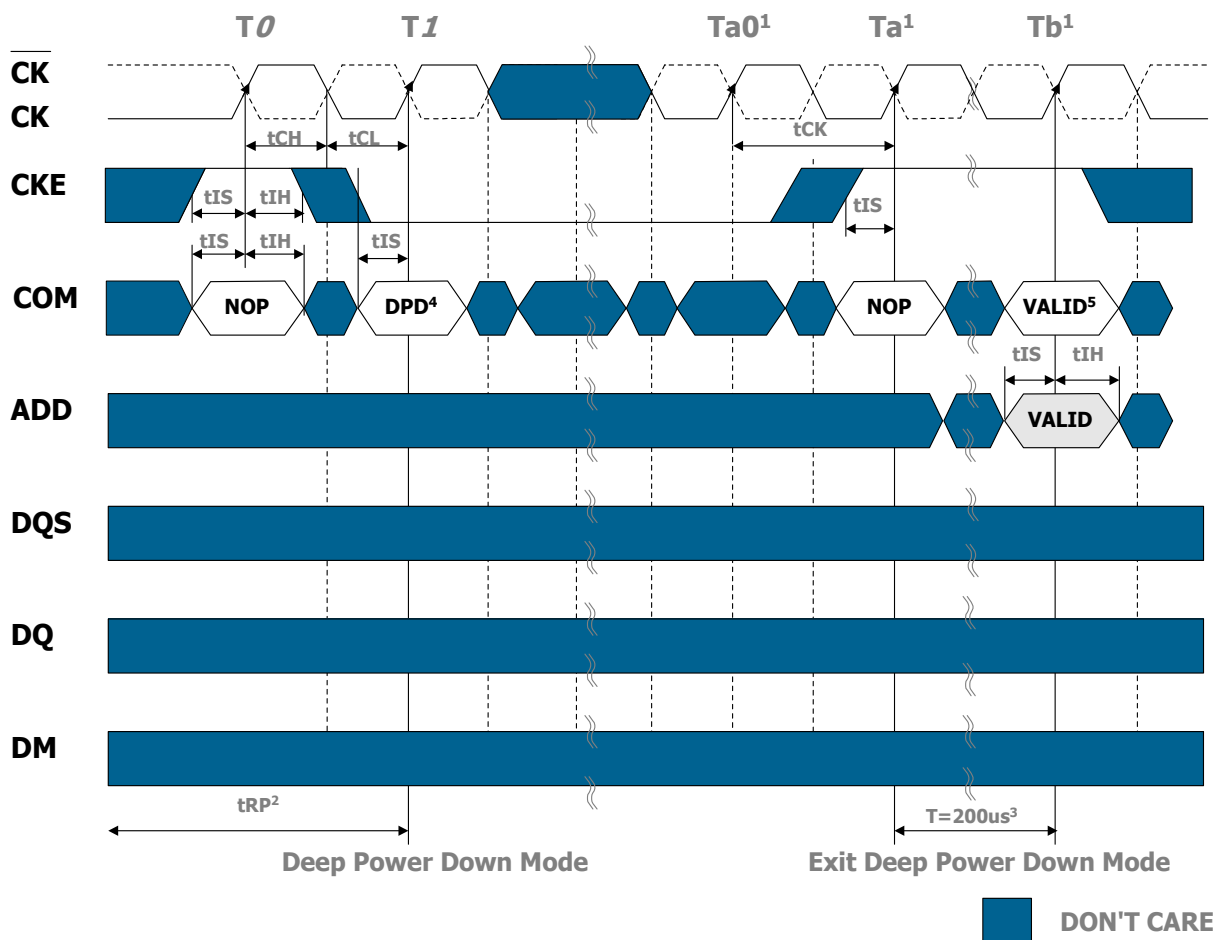 T0 T1 Ta0¹ Ta¹ Tb¹
CK
CK
tCH tCL tCK
CKE
tIS tIH tIS
tIS tIH tIS
COM
NOP DPD⁴ NOP VALID⁵
tIS tIH
ADD
VALID
DQS
DQ
DM
tRP² T=200us³
Deep Power Down Mode Exit Deep Power Down Mode
DON'T CARE